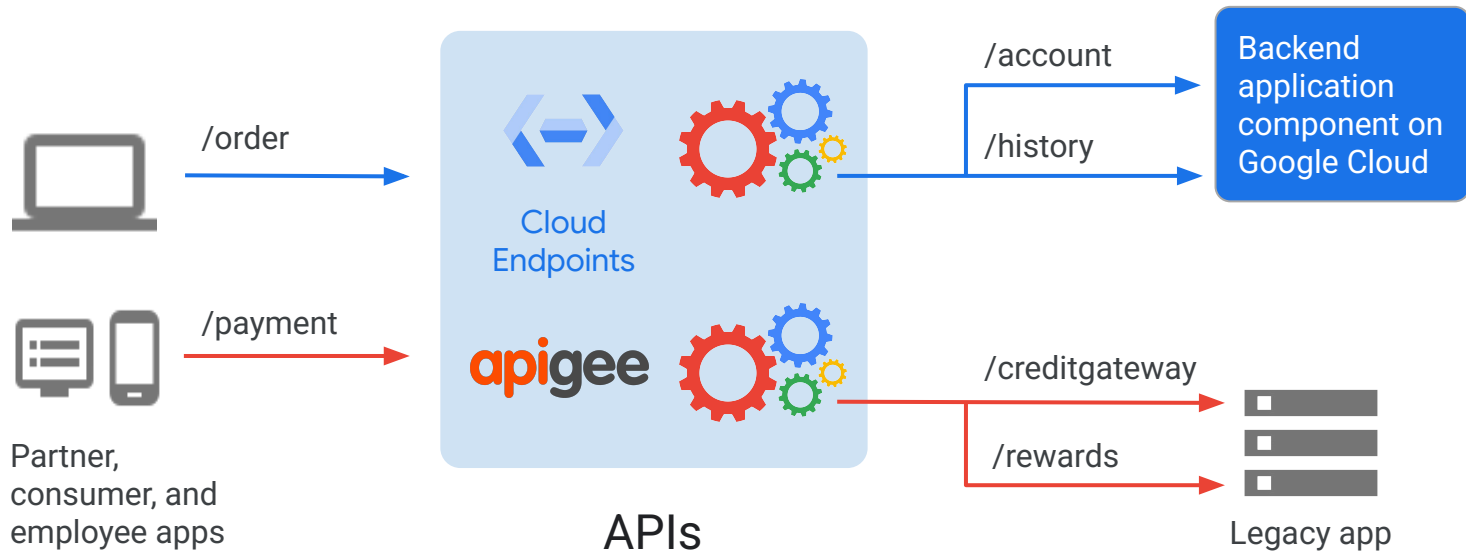 /order
/payment
Partner,
consumer, and
employee apps
Cloud
Endpoints
apigee
APIs
/account
/history
/creditgateway
/rewards
Backend
application
component on
Google Cloud
Legacy app